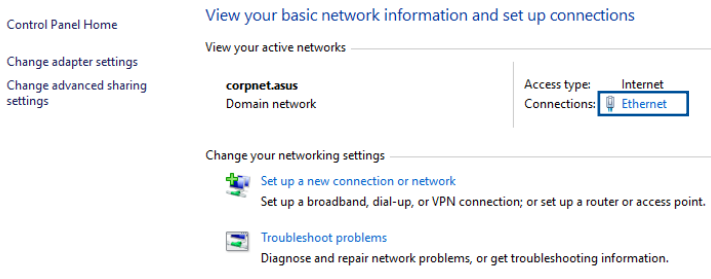 Control Panel Home
Change adapter settings
Change advanced sharing
settings
View your basic network information and set up connections
View your active networks
corpnet.asus
Domain network
Access type: Internet
Connections: Ethernet
Change your networking settings
Set up a new connection or network
Set up a broadband, dial-up, or VPN connection; or set up a router or access point.
Troubleshoot problems
Diagnose and repair network problems, or get troubleshooting information.